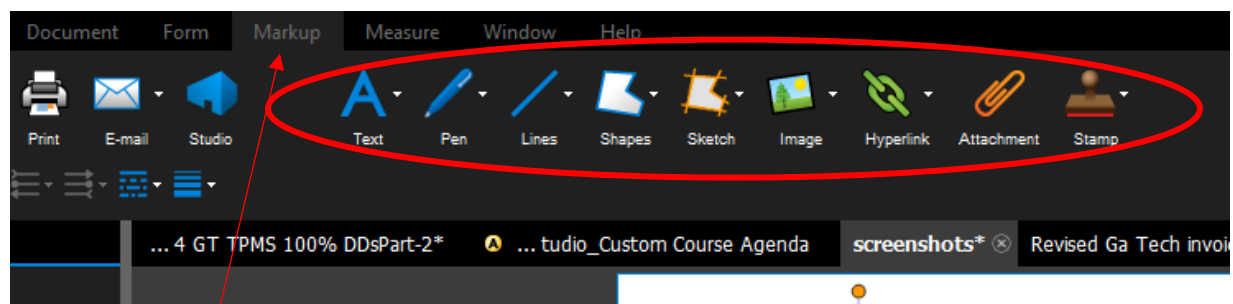 Document Form Markup Measure Window Help
Print E-mail Studio Text Pen Lines Shapes Sketch Image Hyperlink Attachment Stamp
... 4 GT TPMS 100% DDsPart-2* A ... tudio_Custom Course Agenda screenshots* Revised Ga Tech invoi